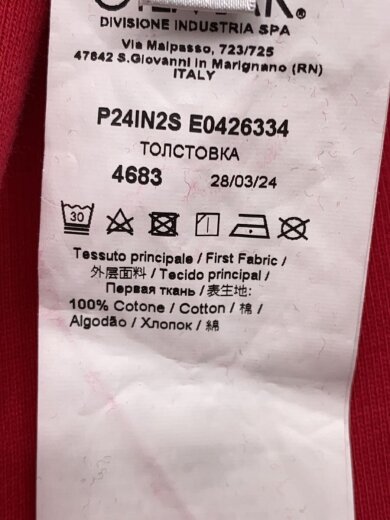 DIVISIONE INDUSTRIA SPA
Via Malpasso, 723/725
47842 S.Giovanni in Marignano (RN)
ITALY
P24IN2S E0426334
ТОЛСТОВКА
4683 28/03/24
30
Tessuto principale / First Fabric /
外层面料 / Tecido principal /
Первая ткань / 表生地:
100% Cotone / Cotton / 棉 /
Algodão / Хлопок / 綿